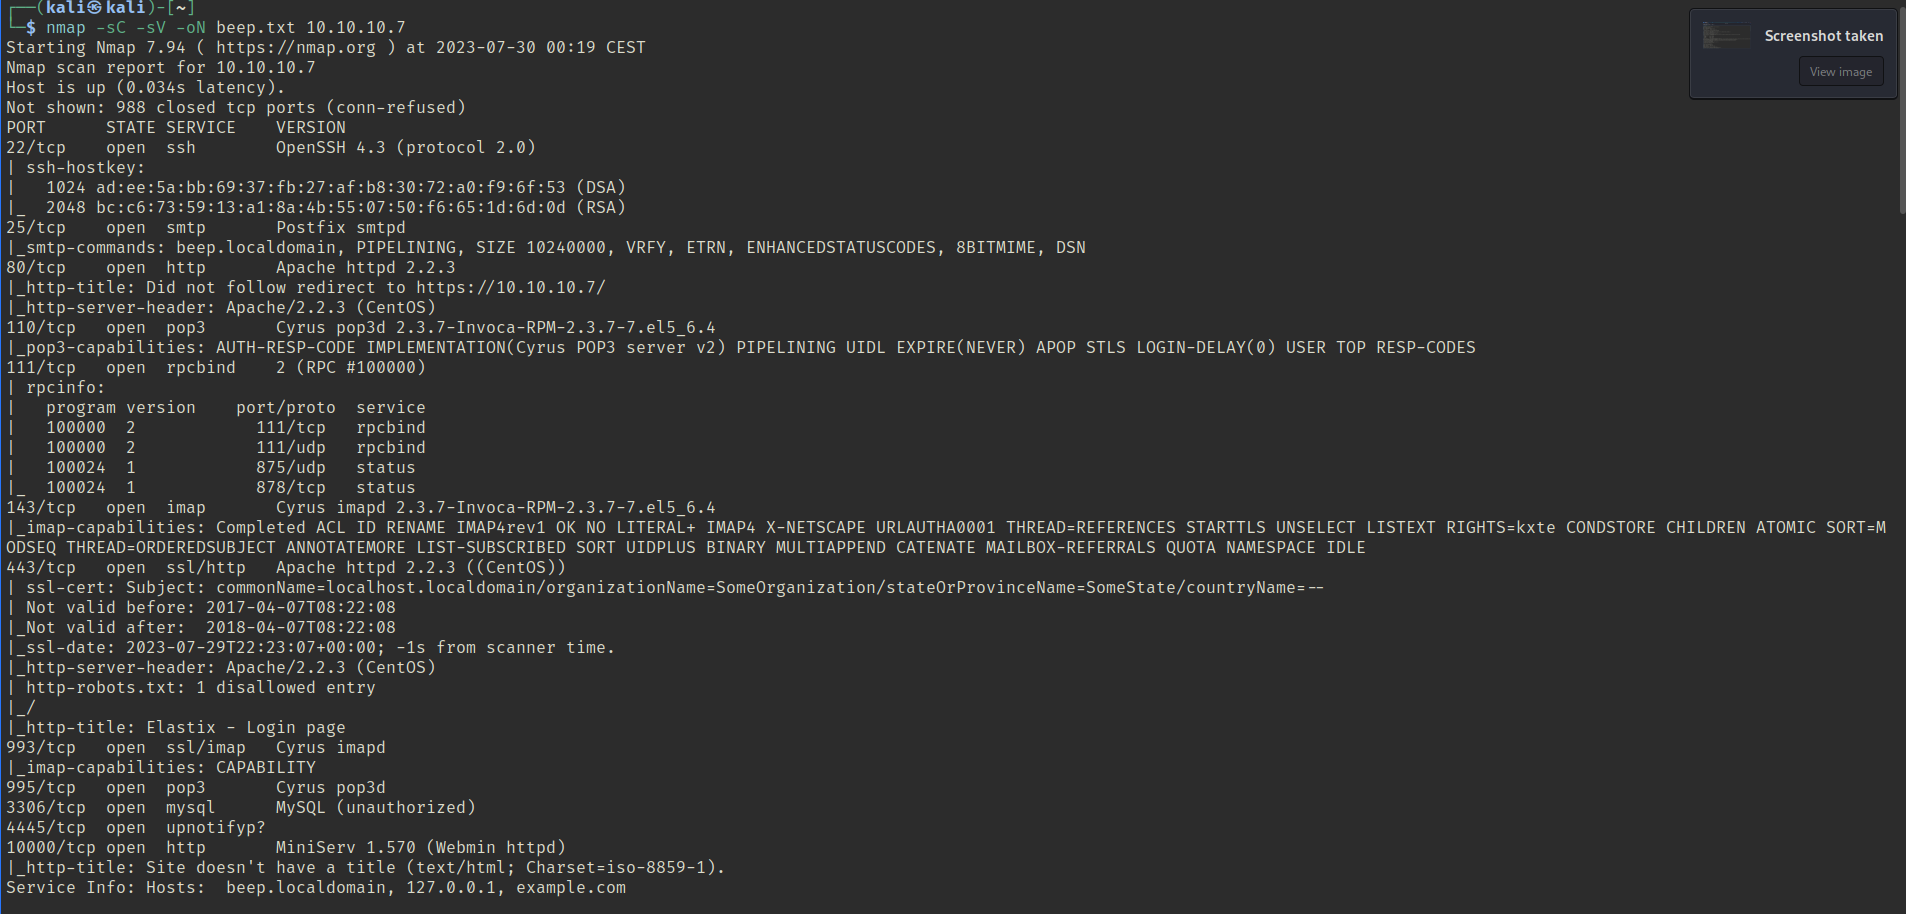 ┌──(kali㉿kali)-[~]
└─$ nmap -sC -sV -oN beep.txt 10.10.10.7
Starting Nmap 7.94 ( https://nmap.org ) at 2023-07-30 00:19 CEST
Nmap scan report for 10.10.10.7
Host is up (0.034s latency).
Not shown: 988 closed tcp ports (conn-refused)
PORT      STATE SERVICE    VERSION
22/tcp    open  ssh        OpenSSH 4.3 (protocol 2.0)
| ssh-hostkey:
|   1024 ad:ee:5a:bb:69:37:fb:27:af:b8:30:72:a0:f9:6f:53 (DSA)
|_  2048 bc:c6:73:59:13:a1:8a:4b:55:07:50:f6:65:1d:6d:0d (RSA)
25/tcp    open  smtp       Postfix smtpd
|_smtp-commands: beep.localdomain, PIPELINING, SIZE 10240000, VRFY, ETRN, ENHANCEDSTATUSCODES, 8BITMIME, DSN
80/tcp    open  http       Apache httpd 2.2.3
|_http-title: Did not follow redirect to https://10.10.10.7/
|_http-server-header: Apache/2.2.3 (CentOS)
110/tcp   open  pop3       Cyrus pop3d 2.3.7-Invoca-RPM-2.3.7-7.el5_6.4
|_pop3-capabilities: AUTH-RESP-CODE IMPLEMENTATION(Cyrus POP3 server v2) PIPELINING UIDL EXPIRE(NEVER) APOP STLS LOGIN-DELAY(0) USER TOP RESP-CODES
111/tcp   open  rpcbind    2 (RPC #100000)
| rpcinfo:
|   program version    port/proto  service
|   100000  2            111/tcp   rpcbind
|   100000  2            111/udp   rpcbind
|   100024  1            875/udp   status
|_  100024  1            878/tcp   status
143/tcp   open  imap       Cyrus imapd 2.3.7-Invoca-RPM-2.3.7-7.el5_6.4
|_imap-capabilities: Completed ACL ID RENAME IMAP4rev1 OK NO LITERAL+ IMAP4 X-NETSCAPE URLAUTHA0001 THREAD=REFERENCES STARTTLS UNSELECT LISTEXT RIGHTS=kxte CONDSTORE CHILDREN ATOMIC SORT=M
ODSEQ THREAD=ORDEREDSUBJECT ANNOTATEMORE LIST-SUBSCRIBED SORT UIDPLUS BINARY MULTIAPPEND CATENATE MAILBOX-REFERRALS QUOTA NAMESPACE IDLE
443/tcp   open  ssl/http   Apache httpd 2.2.3 ((CentOS))
| ssl-cert: Subject: commonName=localhost.localdomain/organizationName=SomeOrganization/stateOrProvinceName=SomeState/countryName=--
| Not valid before: 2017-04-07T08:22:08
|_Not valid after:  2018-04-07T08:22:08
|_ssl-date: 2023-07-29T22:23:07+00:00; -1s from scanner time.
|_http-server-header: Apache/2.2.3 (CentOS)
| http-robots.txt: 1 disallowed entry
|_/
|_http-title: Elastix - Login page
993/tcp   open  ssl/imap   Cyrus imapd
|_imap-capabilities: CAPABILITY
995/tcp   open  pop3       Cyrus pop3d
3306/tcp  open  mysql      MySQL (unauthorized)
4445/tcp  open  upnotifyp?
10000/tcp open  http       MiniServ 1.570 (Webmin httpd)
|_http-title: Site doesn't have a title (text/html; Charset=iso-8859-1).
Service Info: Hosts:  beep.localdomain, 127.0.0.1, example.com
Screenshot taken
View image